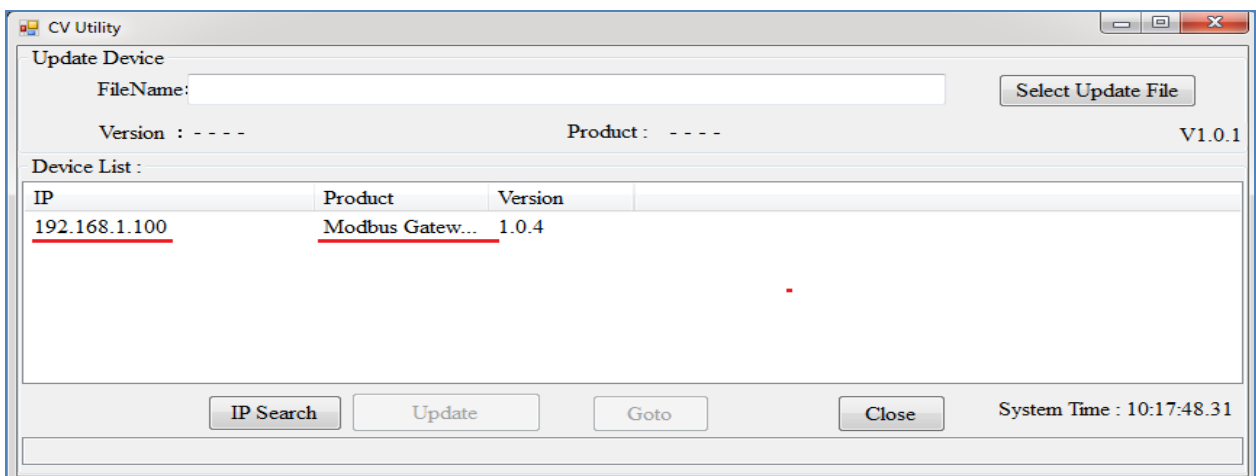 CV Utility
Update Device
FileName:
Select Update File
Version : - - - -
Product : - - - -
V1.0.1
Device List :
IP Product Version
192.168.1.100 Modbus Gatew... 1.0.4
IP Search Update Goto Close System Time : 10:17:48.31